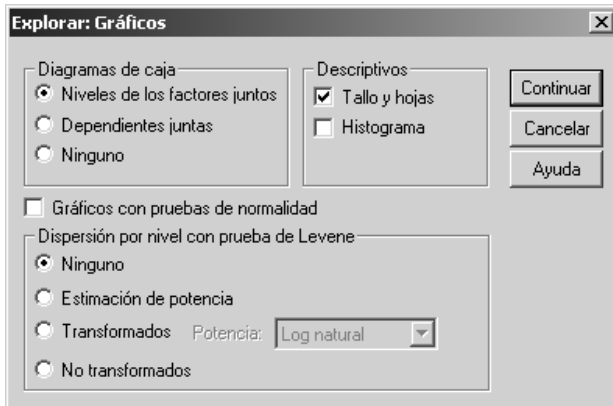 Explorar: Gráficos
Diagramas de caja
Niveles de los factores juntos
Dependientes juntas
Ninguno
Descriptivos
Tallo y hojas
Histograma
Continuar
Cancelar
Ayuda
Gráficos con pruebas de normalidad
Dispersión por nivel con prueba de Levene
Ninguno
Estimación de potencia
Transformados Potencia: Log natural
No transformados